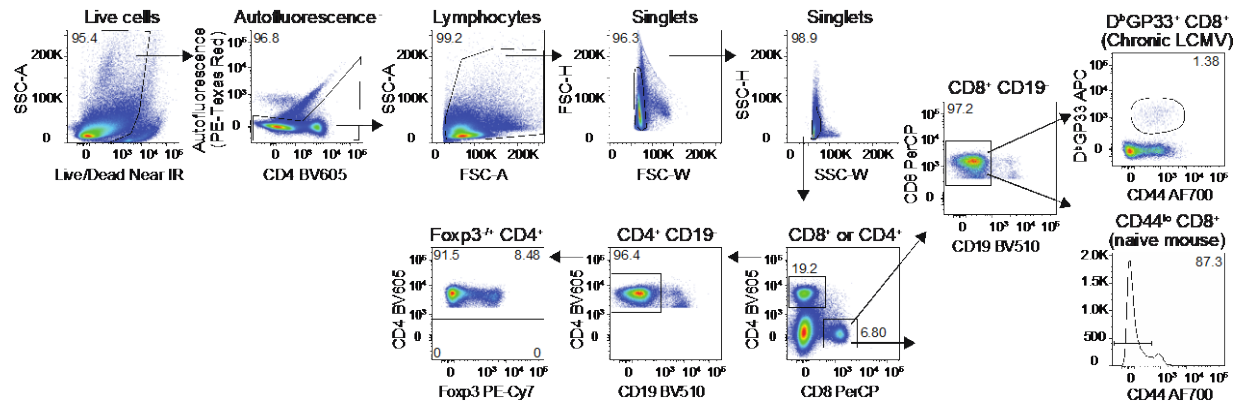 Live cells
95.4
SSC-A
200K
100K
0
0 10³ 10⁴ 10⁵
Live/Dead Near IR
Autofluorescence⁻
96.8
Autofluorescence
(PE-Texas Red)
10⁵
10⁴
10³
0
0 10³ 10⁴ 10⁵
CD4 BV605
Lymphocytes
99.2
SSC-A
200K
100K
0
0 100K 200K
FSC-A
Singlets
96.3
FSC-H
200K
100K
0
100K 200K
FSC-W
Singlets
98.9
SSC-H
200K
100K
0
100K 200K
SSC-W
CD8⁺ CD19⁻
97.2
CD8 PerCP
10⁵
10⁴
10³
0
0 10³ 10⁴ 10⁵
CD19 BV510
DᵇGP33⁺ CD8⁺
(Chronic LCMV)
1.38
DᵇGP33 APC
10⁵
10⁴
10³
0
0 10³ 10⁴ 10⁵
CD44 AF700
Foxp3⁻/⁺ CD4⁺
91.5 8.48
CD4 BV605
10⁵
10⁴
10³
0
0 0
0 10³ 10⁴ 10⁵
Foxp3 PE-Cy7
CD4⁺ CD19⁻
96.4
CD4 BV605
10⁵
10⁴
10³
0
0 10³ 10⁴ 10⁵
CD19 BV510
CD8⁺ or CD4⁺
19.2
6.80
CD4 BV605
10⁵
10⁴
10³
0
0 10³ 10⁴ 10⁵
CD8 PerCP
CD44ˡᵒ CD8⁺
(naive mouse)
87.3
2.0K
1.5K
1.0K
500
0
0 10³ 10⁴ 10⁵
CD44 AF700